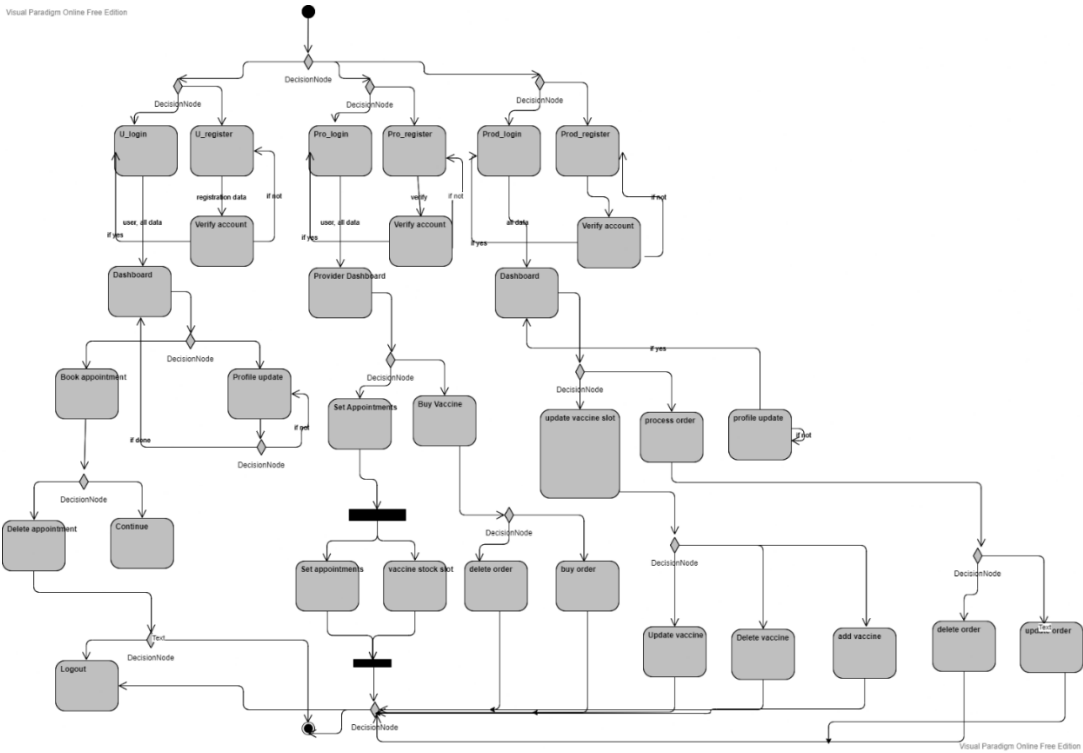 Visual Paradigm Online Free Edition
DecisionNode
DecisionNode
DecisionNode
DecisionNode
U_login
U_register
Pro_login
Pro_register
Prod_login
Prod_register
registration data
if not
verify
if not
if not
user, all data
user, all data
all data
if yes
if yes
if yes
Verify account
Verify account
Verify account
Dashboard
Provider Dashboard
Dashboard
DecisionNode
if yes
DecisionNode
DecisionNode
Book appointment
Profile update
Set Appointments
Buy Vaccine
update vaccine slot
process order
profile update
if not
if not
if done
DecisionNode
DecisionNode
Delete appointment
Continue
DecisionNode
DecisionNode
DecisionNode
Set appointments
vaccine stock slot
delete order
buy order
Update vaccine
Delete vaccine
add vaccine
delete order
update order
Text
Text
DecisionNode
Logout
DecisionNode
Visual Paradigm Online Free Edition